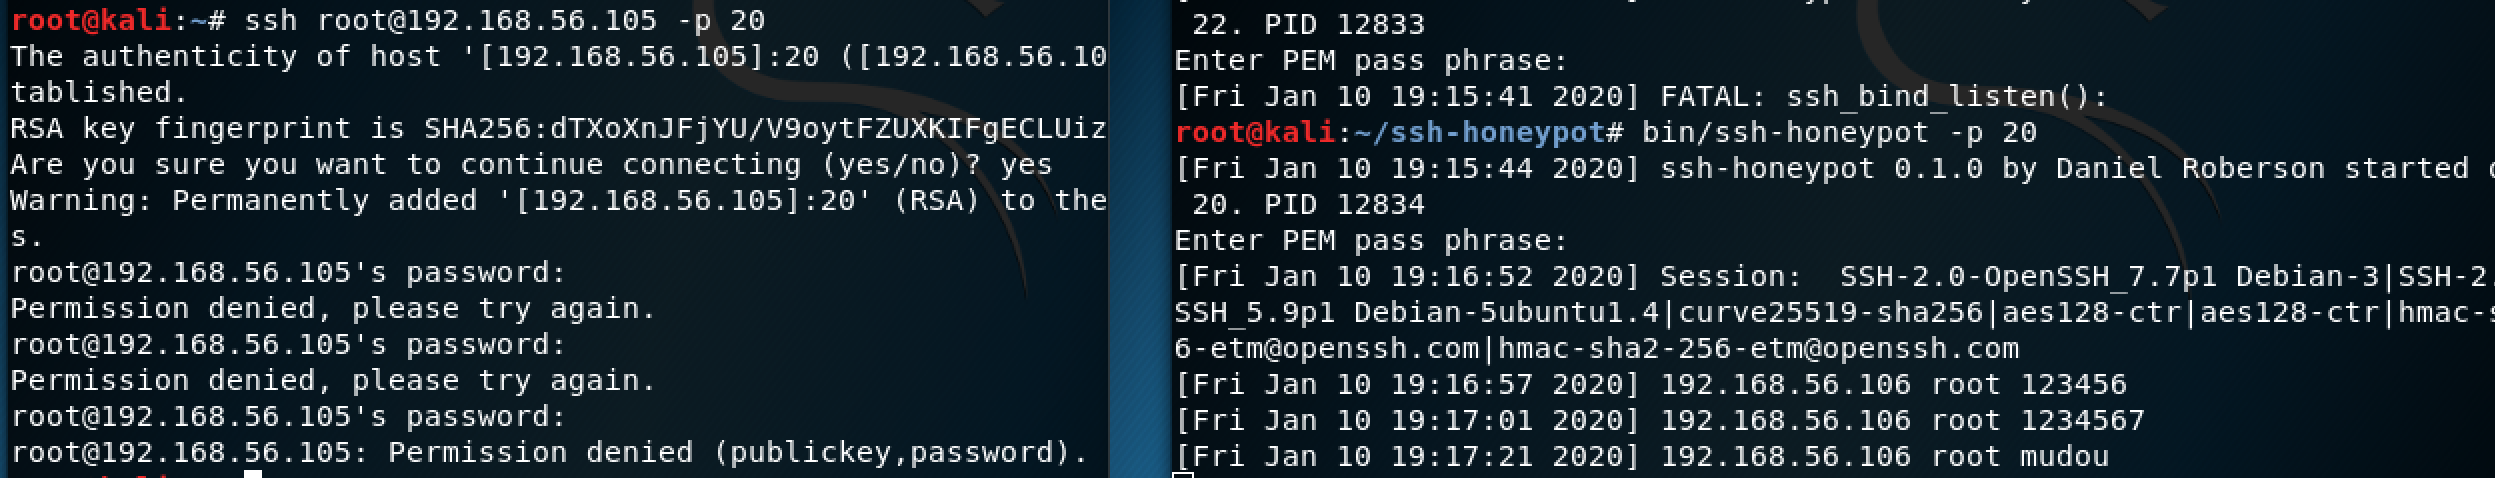 root@kali:~# ssh root@192.168.56.105 -p 20
The authenticity of host '[192.168.56.105]:20 ([192.168.56.10
tablished.
RSA key fingerprint is SHA256:dTXoXnJFjYU/V9oytFZUXKIFgECLUiz
Are you sure you want to continue connecting (yes/no)? yes
Warning: Permanently added '[192.168.56.105]:20' (RSA) to the
s.
root@192.168.56.105's password:
Permission denied, please try again.
root@192.168.56.105's password:
Permission denied, please try again.
root@192.168.56.105's password:
root@192.168.56.105: Permission denied (publickey,password).
22. PID 12833
Enter PEM pass phrase:
[Fri Jan 10 19:15:41 2020] FATAL: ssh_bind_listen():
root@kali:~/ssh-honeypot# bin/ssh-honeypot -p 20
[Fri Jan 10 19:15:44 2020] ssh-honeypot 0.1.0 by Daniel Roberson started
20. PID 12834
Enter PEM pass phrase:
[Fri Jan 10 19:16:52 2020] Session:  SSH-2.0-OpenSSH_7.7p1 Debian-3|SSH-2.
SSH_5.9p1 Debian-5ubuntu1.4|curve25519-sha256|aes128-ctr|aes128-ctr|hmac-s
6-etm@openssh.com|hmac-sha2-256-etm@openssh.com
[Fri Jan 10 19:16:57 2020] 192.168.56.106 root 123456
[Fri Jan 10 19:17:01 2020] 192.168.56.106 root 1234567
[Fri Jan 10 19:17:21 2020] 192.168.56.106 root mudou